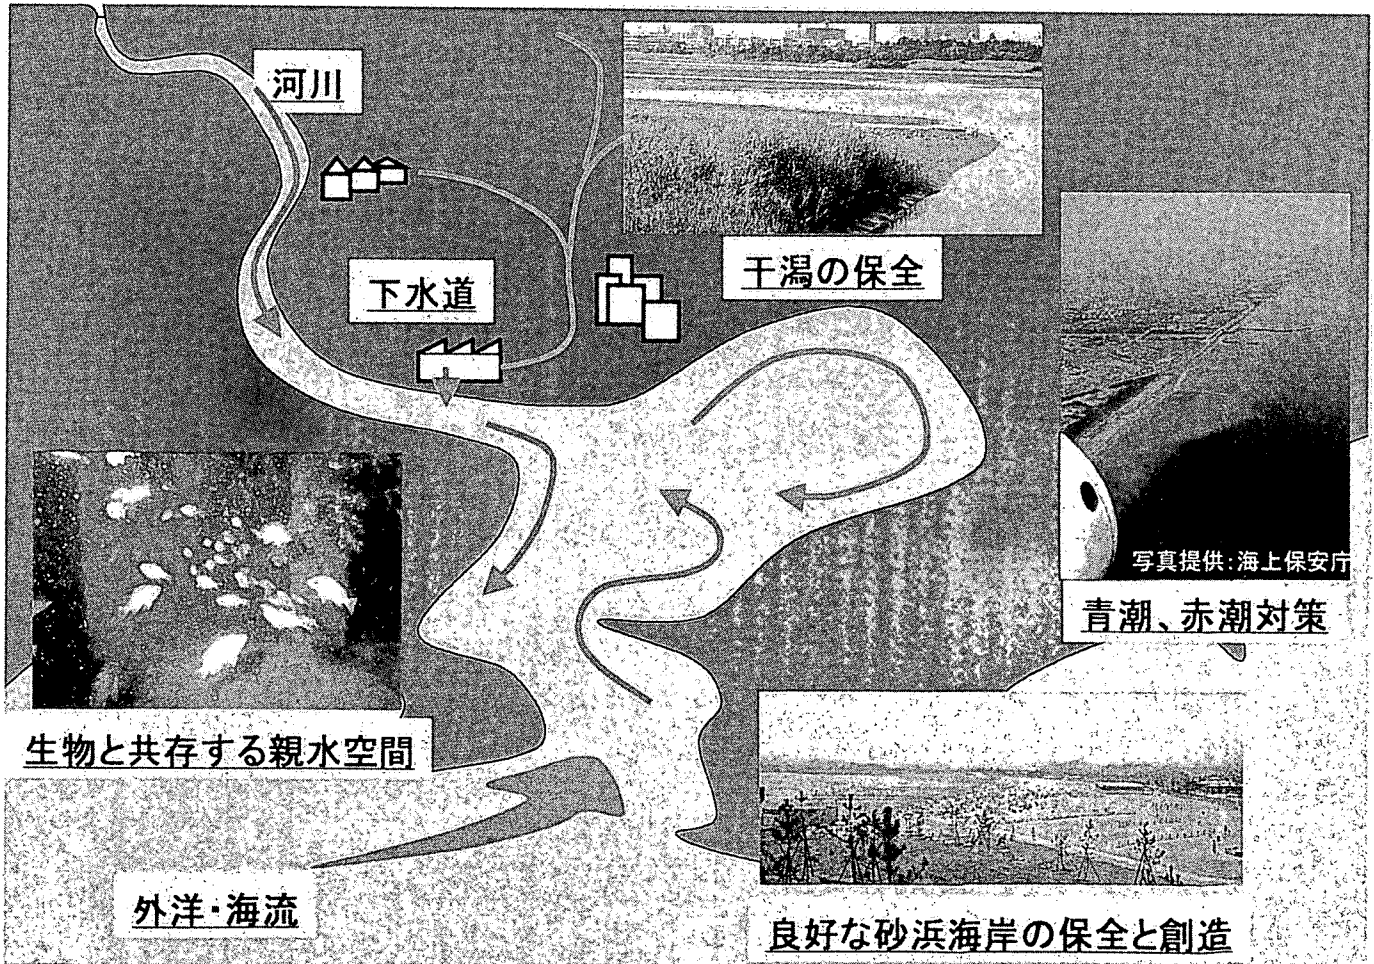 河川
下水道
干潟の保全
写真提供:海上保安庁
青潮、赤潮対策
生物と共存する親水空間
外洋・海流
良好な砂浜海岸の保全と創造